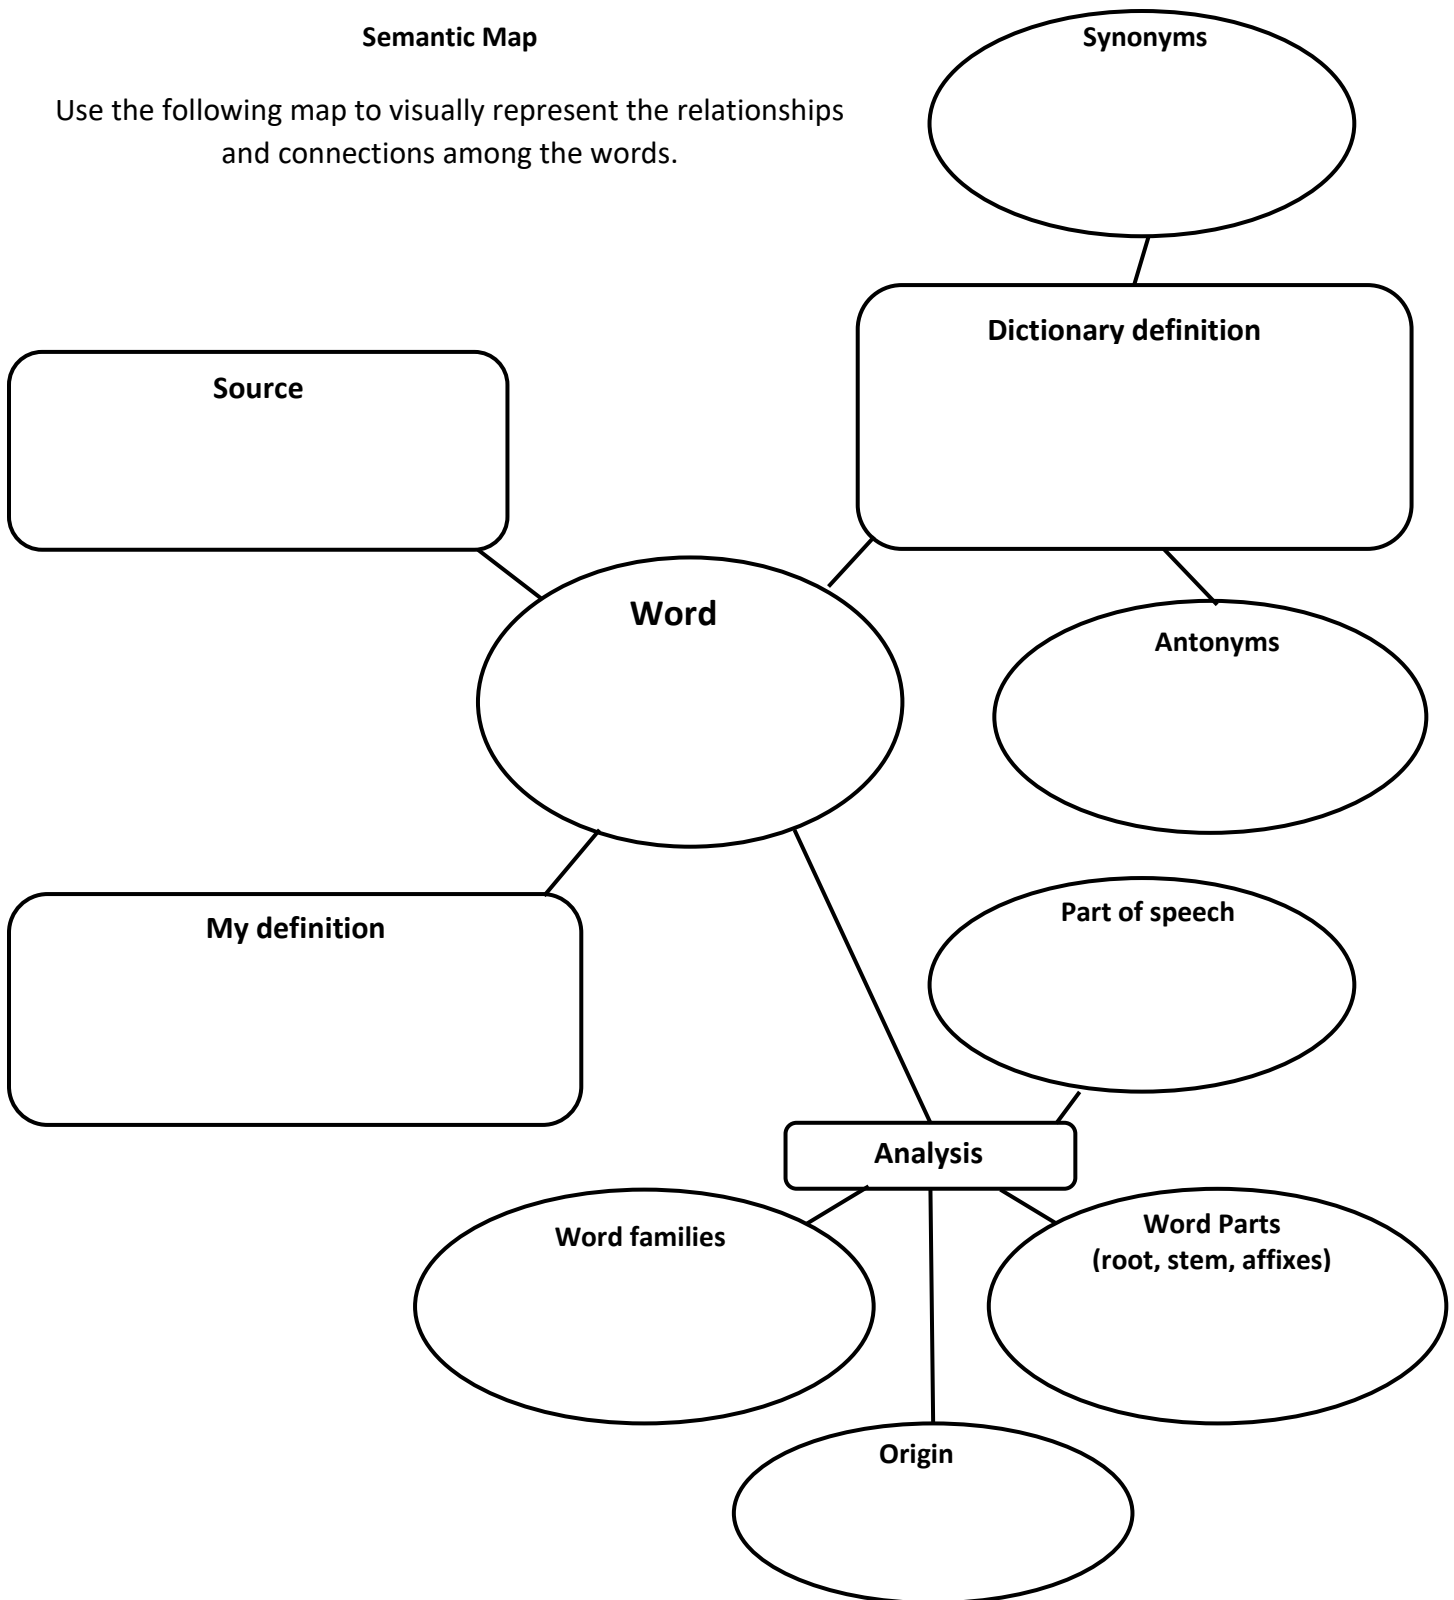 Semantic Map
Use the following map to visually represent the relationships
and connections among the words.
Synonyms
Dictionary definition
Source
Word
Antonyms
My definition
Part of speech
Analysis
Word families
Word Parts
(root, stem, affixes)
Origin